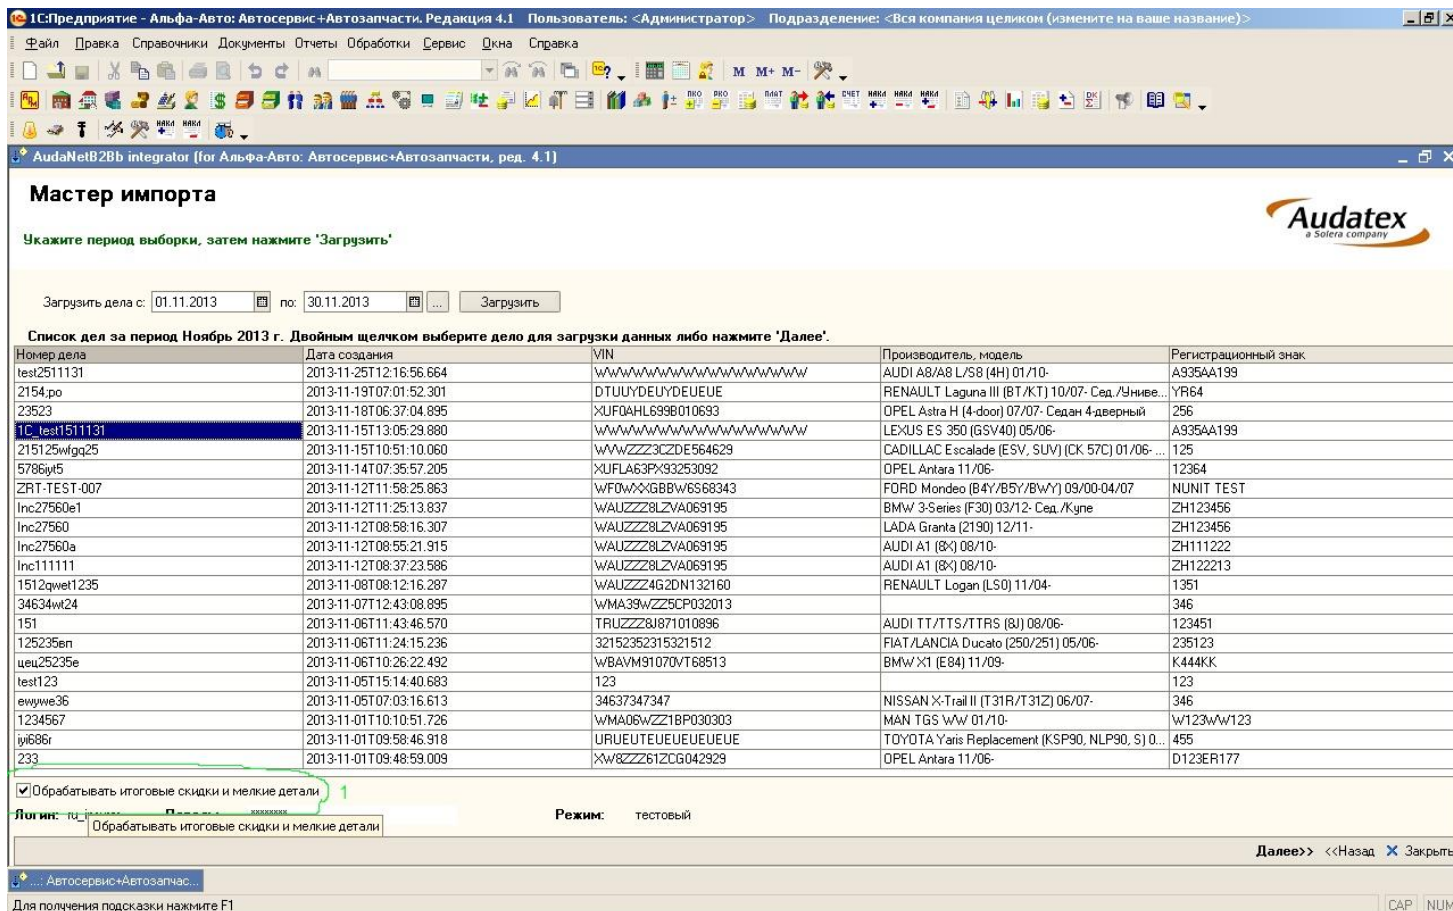 1С:Предприятие - Альфа-Авто: Автосервис+Автозапчасти. Редакция 4.1 Пользователь: <Администратор> Подразделение: <Вся компания целиком (измените на ваше название)>
Файл Правка Справочники Документы Отчеты Обработки Сервис Окна Справка
M M+ M-
AudaNetB2Bb integrator (for Альфа-Авто: Автосервис+Автозапчасти, ред. 4.1)
Мастер импорта
Audatex
a Solera company
Укажите период выборки, затем нажмите 'Загрузить'
Загрузить дела с: 01.11.2013 по: 30.11.2013 ... Загрузить
Список дел за период Ноябрь 2013 г. Двойным щелчком выберите дело для загрузки данных либо нажмите 'Далее'.
Номер дела Дата создания VIN Производитель, модель Регистрационный знак
test2511131 2013-11-25T12:16:56.664 WWWWWWWWWWWWWWWWW AUDI A8/A8 L/S8 (4H) 01/10- A935AA199
2154;po 2013-11-19T07:01:52.301 DTUUYDEUYDEUEUE RENAULT Laguna III (BT/KT) 10/07- Сед./Униве... YR64
23523 2013-11-18T06:37:04.895 XUF0AHL699B010693 OPEL Astra H (4-door) 07/07- Седан 4-дверный 256
1C_test1511131 2013-11-15T13:05:29.880 WWWWWWWWWWWWWWWWW LEXUS ES 350 (GSV40) 05/06- A935AA199
215125wfgq25 2013-11-15T10:51:10.060 WVWZZZ3CZDE564629 CADILLAC Escalade (ESV, SUV) (CK 57C) 01/06- ... 125
5786iyt5 2013-11-14T07:35:57.205 XUFLA63PX93253092 OPEL Antara 11/06- 12364
ZRT-TEST-007 2013-11-12T11:58:25.863 WF0WXXGBBW6S68343 FORD Mondeo (B4Y/B5Y/BWY) 09/00-04/07 NUNIT TEST
Inc27560e1 2013-11-12T11:25:13.837 WAUZZZ8LZVA069195 BMW 3-Series (F30) 03/12- Сед./Купе ZH123456
Inc27560 2013-11-12T08:58:16.307 WAUZZZ8LZVA069195 LADA Granta (2190) 12/11- ZH123456
Inc27560a 2013-11-12T08:55:21.915 WAUZZZ8LZVA069195 AUDI A1 (8X) 08/10- ZH111222
Inc111111 2013-11-12T08:37:23.586 WAUZZZ8LZVA069195 AUDI A1 (8X) 08/10- ZH122213
1512qwet1235 2013-11-08T08:12:16.287 WAUZZZ4G2DN132160 RENAULT Logan (LS0) 11/04- 1351
34634wt24 2013-11-07T12:43:08.895 WMA39WZZ5CP032013 346
151 2013-11-06T11:43:46.570 TRUZZZ8J871010896 AUDI TT/TTS/TTRS (8J) 08/06- 123451
125235вп 2013-11-06T11:24:15.236 32152352315321512 FIAT/LANCIA Ducato (250/251) 05/06- 235123
цец25235е 2013-11-06T10:26:22.492 WBAVM91070VT68513 BMW X1 (E84) 11/09- K444KK
test123 2013-11-05T15:14:40.683 123 123
ewywe36 2013-11-05T07:03:16.613 34637347347 NISSAN X-Trail II (T31R/T31Z) 06/07- 346
1234567 2013-11-01T10:10:51.726 WMA06WZZ1BP030303 MAN TGS WW 01/10- W123WW123
iyi686r 2013-11-01T09:58:46.918 URUEUTEUEUEUEUEUE TOYOTA Yaris Replacement (KSP90, NLP90, S) 0... 455
233 2013-11-01T09:48:59.009 XW8ZZZ61ZCG042929 OPEL Antara 11/06- D123ER177
Обрабатывать итоговые скидки и мелкие детали 1
Логин: Режим: тестовый
Обрабатывать итоговые скидки и мелкие детали
Далее>> <<Назад Закрыть
...: Автосервис+Автозапчас...
Для получения подсказки нажмите F1 CAP NUM